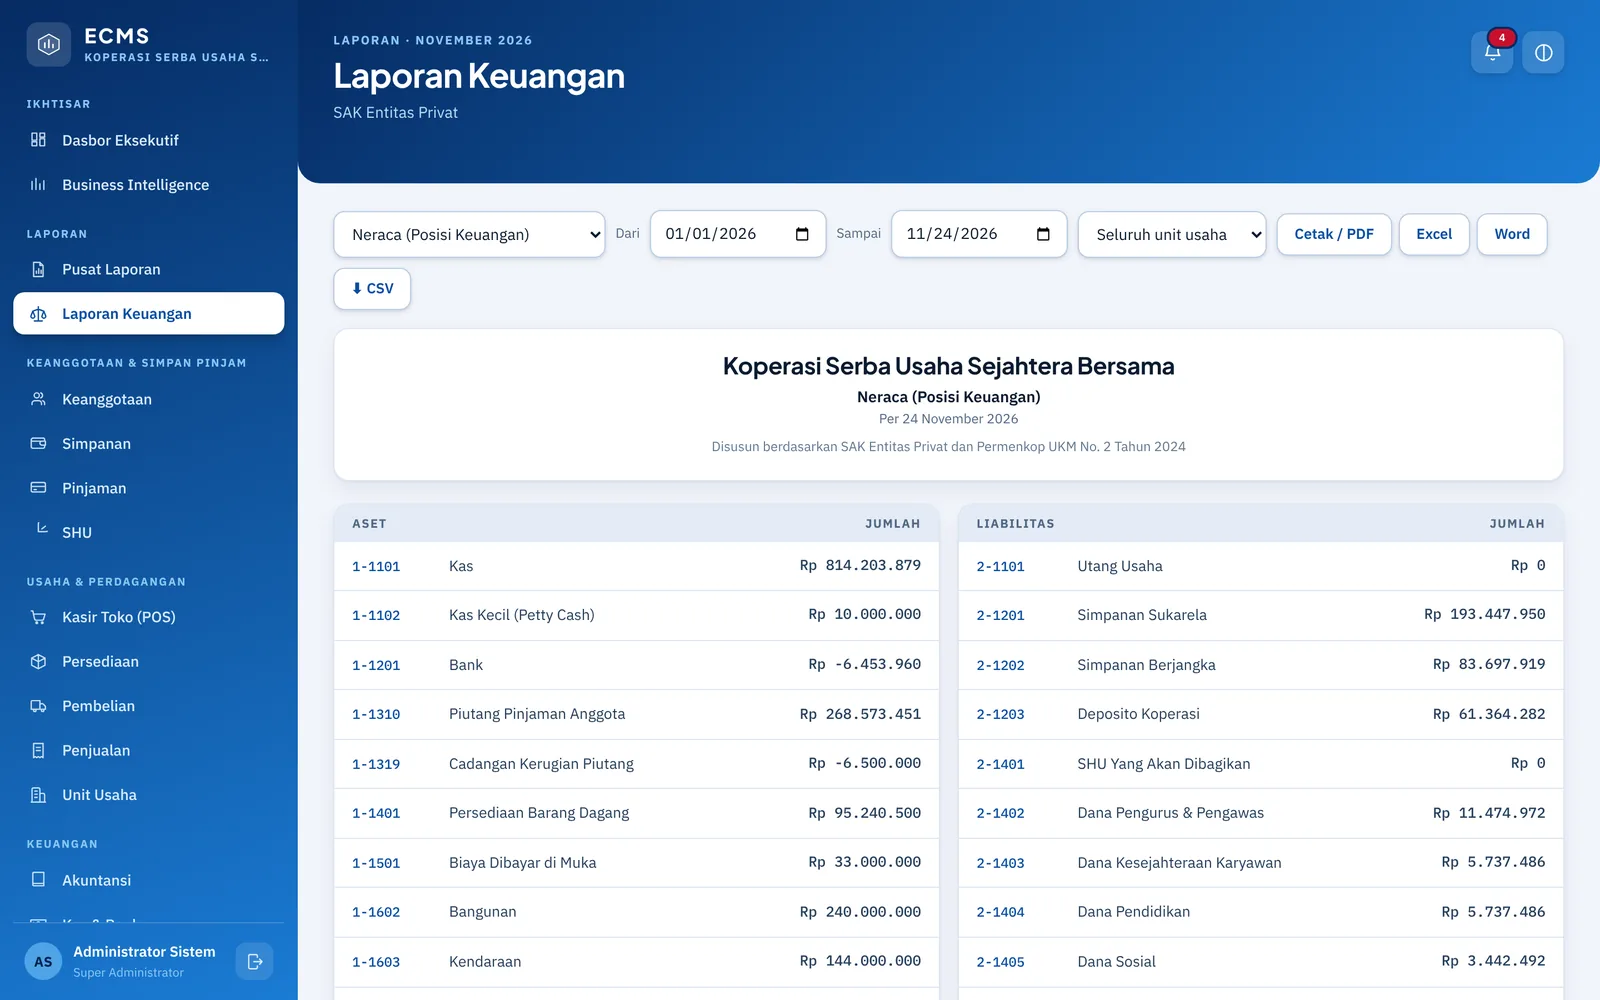 ECMS
KOPERASI SERBA USAHA S...
IKHTISAR
Dasbor Eksekutif
Business Intelligence
LAPORAN
Pusat Laporan
Laporan Keuangan
KEANGGOTAAN & SIMPAN PINJAM
Keanggotaan
Simpanan
Pinjaman
SHU
USAHA & PERDAGANGAN
Kasir Toko (POS)
Persediaan
Pembelian
Penjualan
Unit Usaha
KEUANGAN
Akuntansi
AS
Administrator Sistem
Super Administrator
LAPORAN · NOVEMBER 2026
Laporan Keuangan
SAK Entitas Privat
4
Neraca (Posisi Keuangan) Dari 01/01/2026 Sampai 11/24/2026 Seluruh unit usaha Cetak / PDF Excel Word
⬇ CSV
Koperasi Serba Usaha Sejahtera Bersama
Neraca (Posisi Keuangan)
Per 24 November 2026
Disusun berdasarkan SAK Entitas Privat dan Permenkop UKM No. 2 Tahun 2024
ASET JUMLAH
1-1101 Kas Rp 814.203.879
1-1102 Kas Kecil (Petty Cash) Rp 10.000.000
1-1201 Bank Rp -6.453.960
1-1310 Piutang Pinjaman Anggota Rp 268.573.451
1-1319 Cadangan Kerugian Piutang Rp -6.500.000
1-1401 Persediaan Barang Dagang Rp 95.240.500
1-1501 Biaya Dibayar di Muka Rp 33.000.000
1-1602 Bangunan Rp 240.000.000
1-1603 Kendaraan Rp 144.000.000
LIABILITAS JUMLAH
2-1101 Utang Usaha Rp 0
2-1201 Simpanan Sukarela Rp 193.447.950
2-1202 Simpanan Berjangka Rp 83.697.919
2-1203 Deposito Koperasi Rp 61.364.282
2-1401 SHU Yang Akan Dibagikan Rp 0
2-1402 Dana Pengurus & Pengawas Rp 11.474.972
2-1403 Dana Kesejahteraan Karyawan Rp 5.737.486
2-1404 Dana Pendidikan Rp 5.737.486
2-1405 Dana Sosial Rp 3.442.492